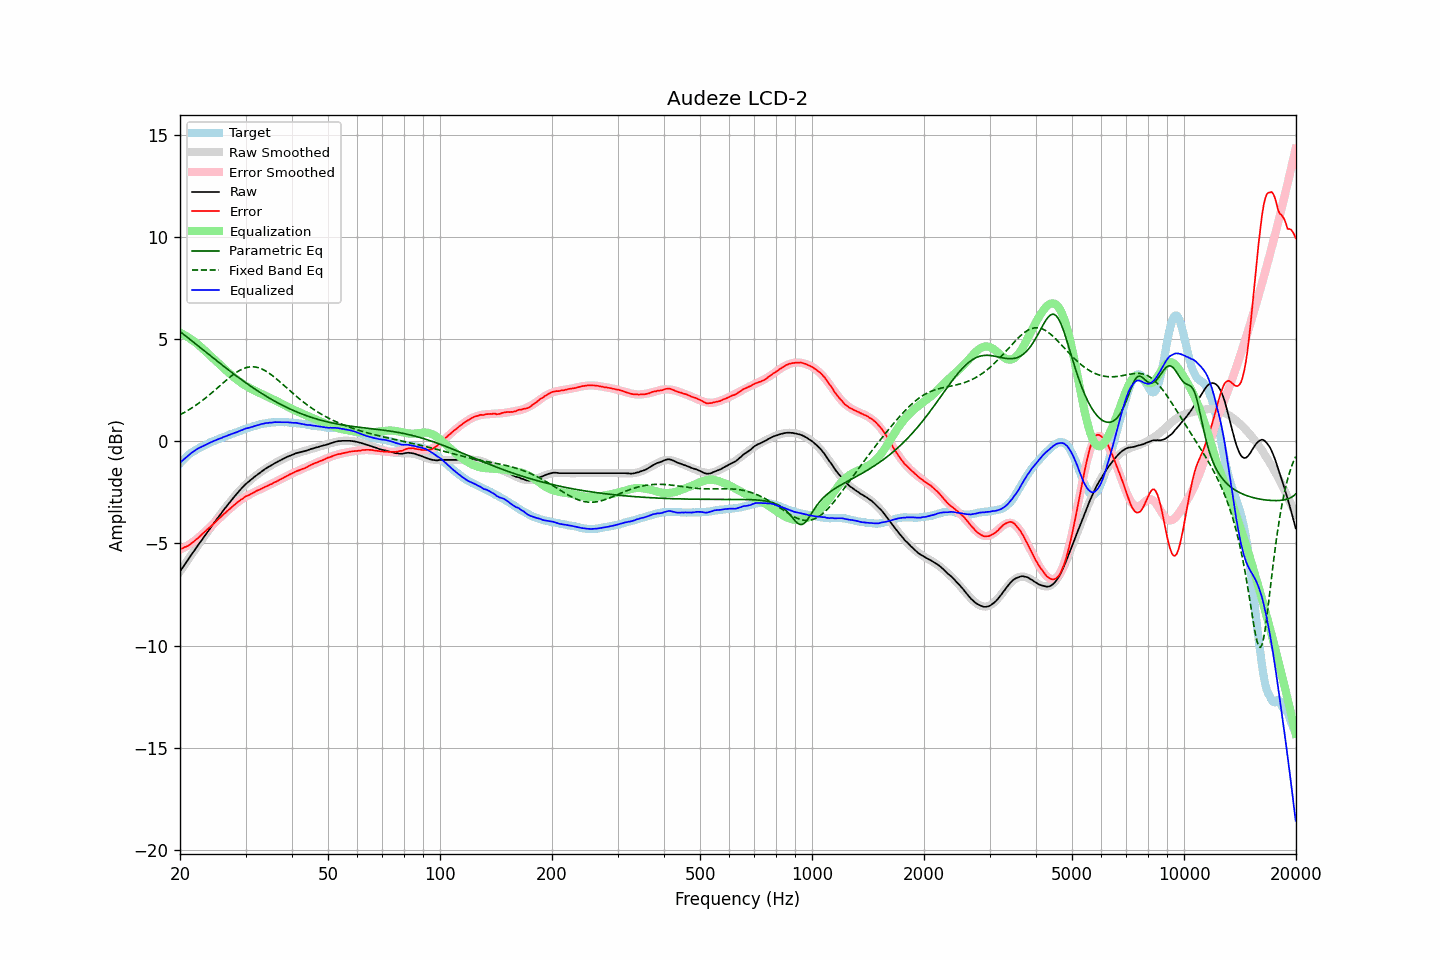 Audeze LCD-2
Target
Raw Smoothed
Error Smoothed
Raw
Error
Equalization
Parametric Eq
Fixed Band Eq
Equalized
15
10
5
0
−5
−10
−15
−20
Amplitude (dBr)
20 50 100 200 500 1000 2000 5000 10000 20000
Frequency (Hz)